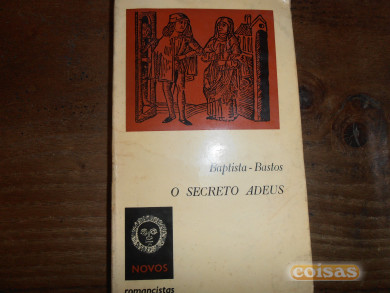 Baptista-Bastos
O SECRETO ADEUS
NOVOS
romancistas
coisas